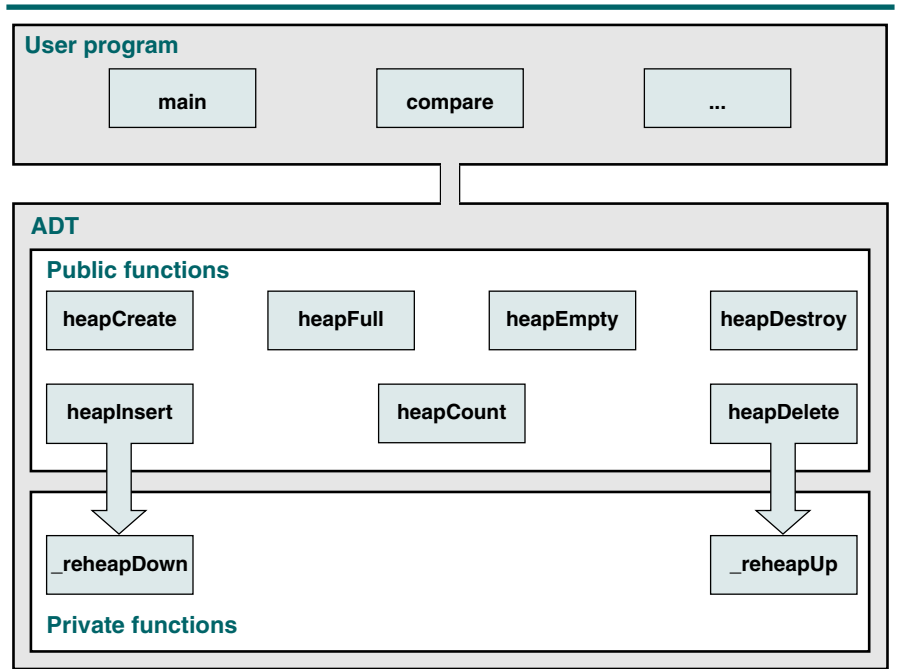 User program
main
compare
...
ADT
Public functions
heapCreate
heapFull
heapEmpty
heapDestroy
heapInsert
heapCount
heapDelete
_reheapDown
_reheapUp
Private functions